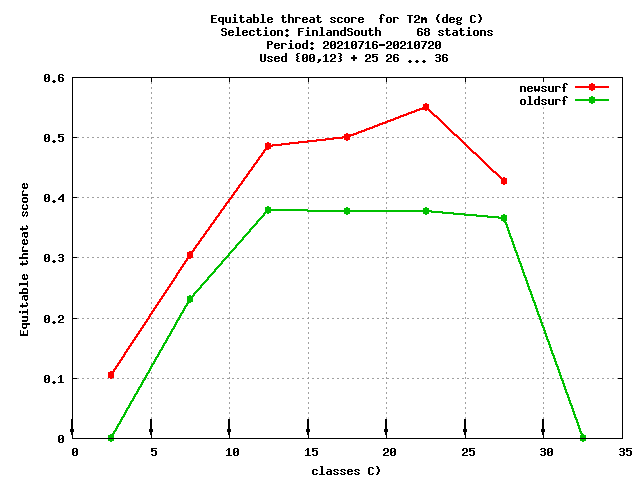 Equitable threat score  for T2m (deg C)
Selection: FinlandSouth     68 stations
Period: 20210716-20210720
Used {00,12} + 25 26 ... 36
newsurf
oldsurf
0.6
0.5
0.4
0.3
0.2
0.1
0
Equitable threat score
0 5 10 15 20 25 30 35
classes C)